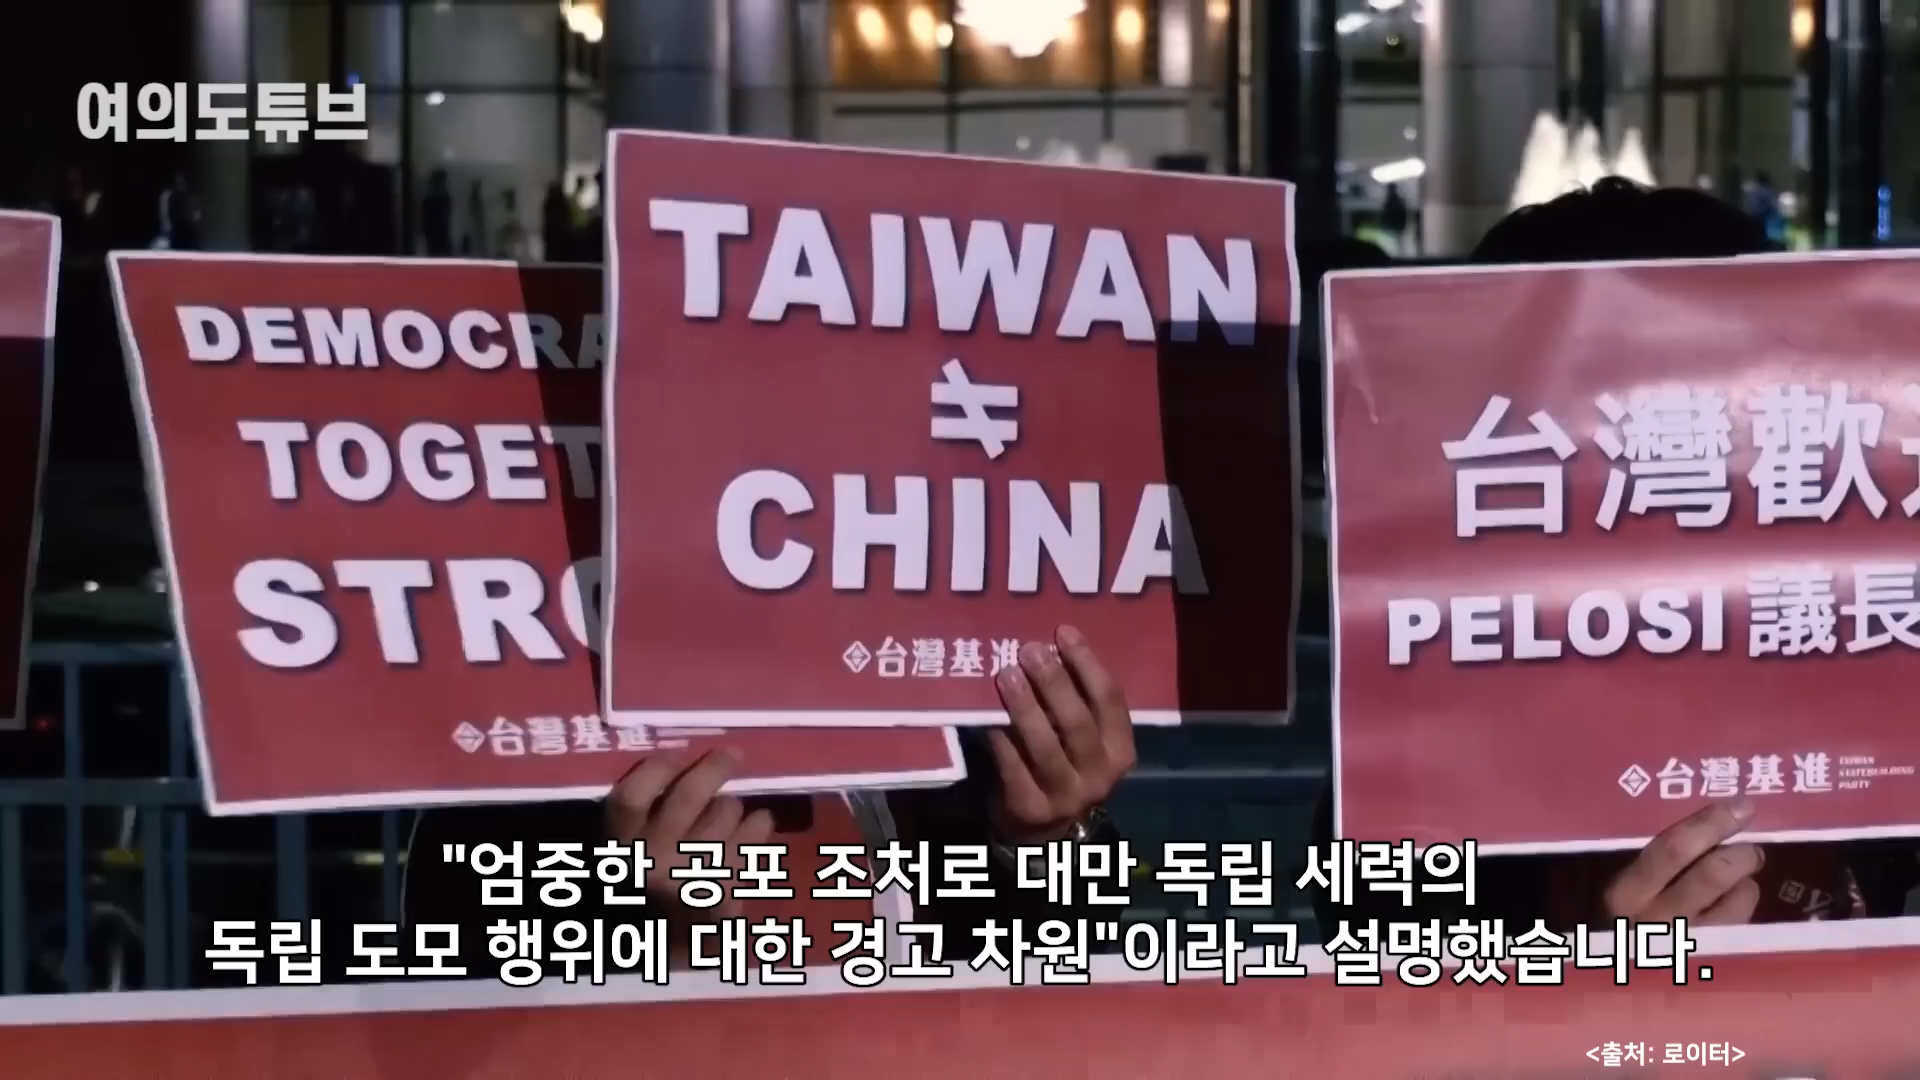 여의도튜브
DEMOCRA
TOGET
STRO
台灣基進
TAIWAN
≠
CHINA
台灣基進
台灣歡
PELOSI 議長
台灣基進
TAIWAN
STATEBUILDING
PARTY
"엄중한 공포 조처로 대만 독립 세력의
독립 도모 행위에 대한 경고 차원"이라고 설명했습니다.
<출처: 로이터>